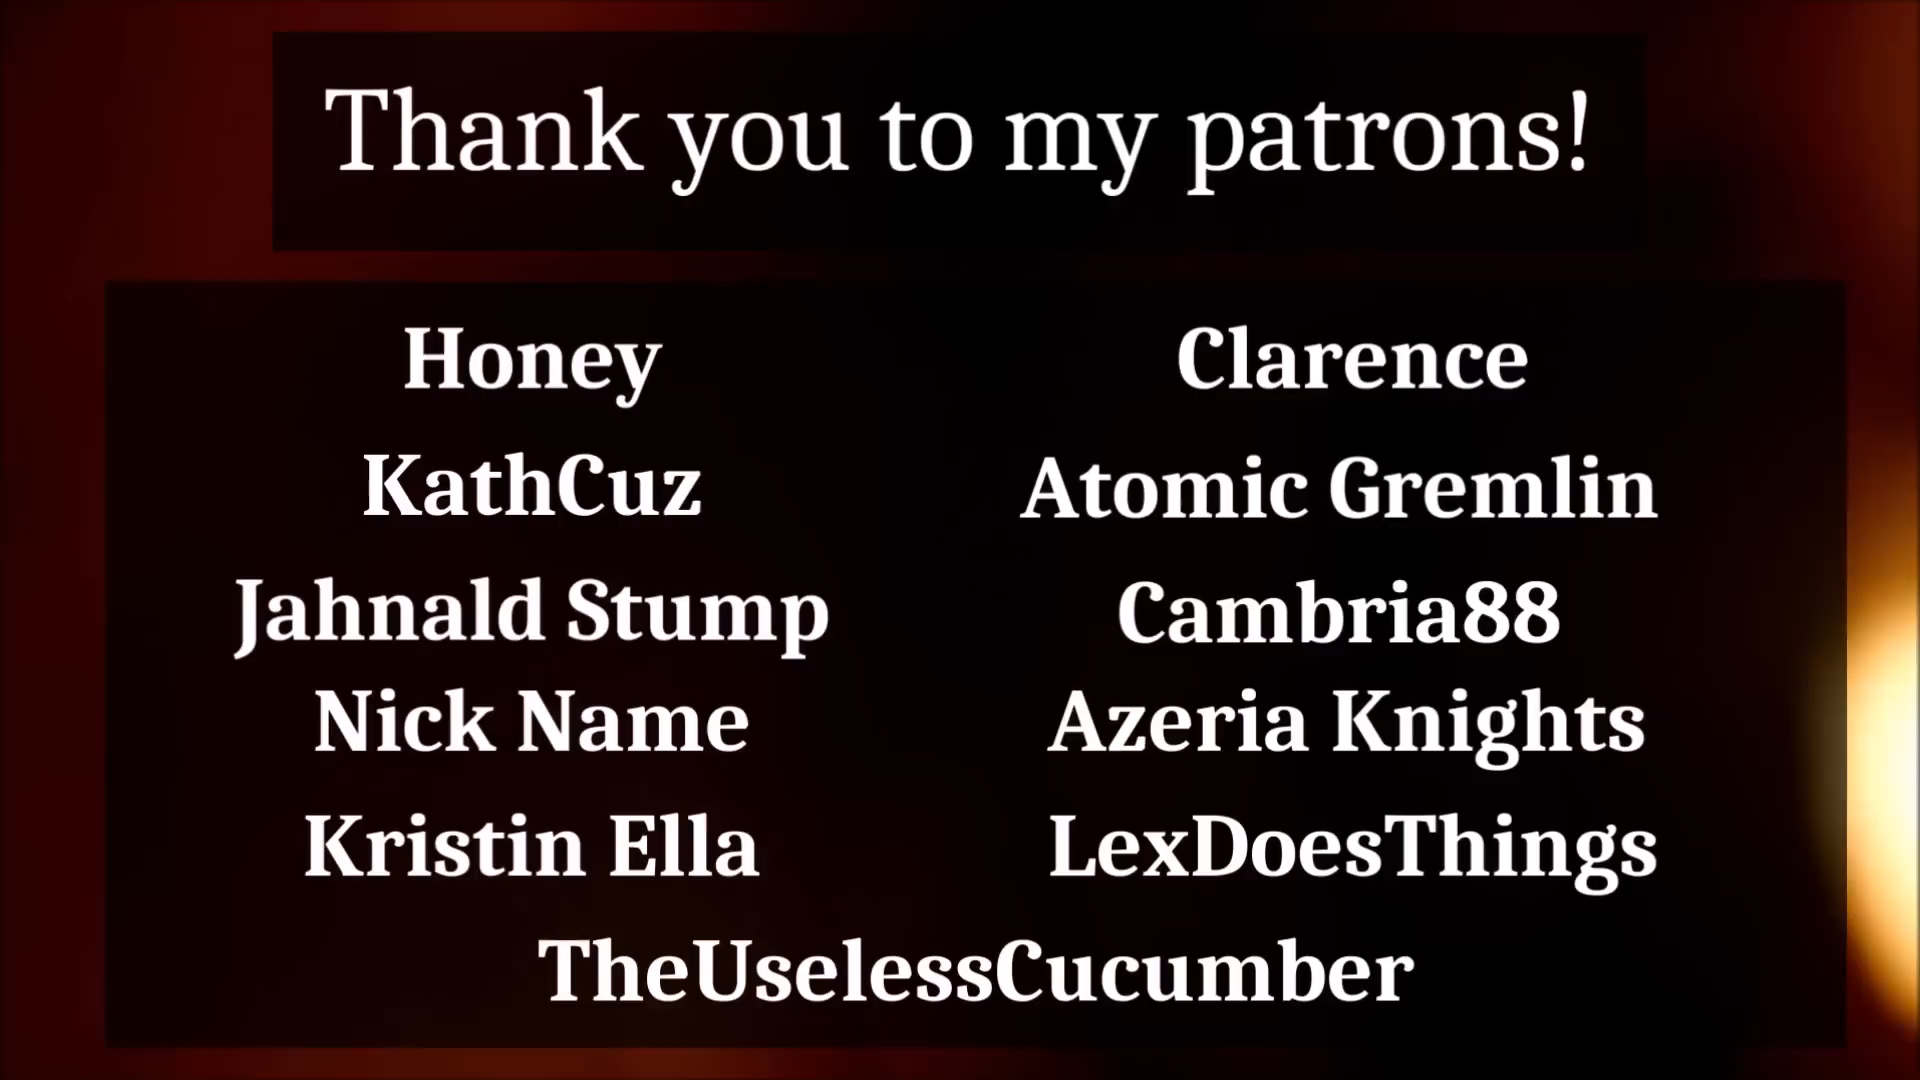 Thank you to my patrons!
Honey
Clarence
KathCuz
Atomic Gremlin
Jahnald Stump
Cambria88
Nick Name
Azeria Knights
Kristin Ella
LexDoesThings
TheUselessCucumber